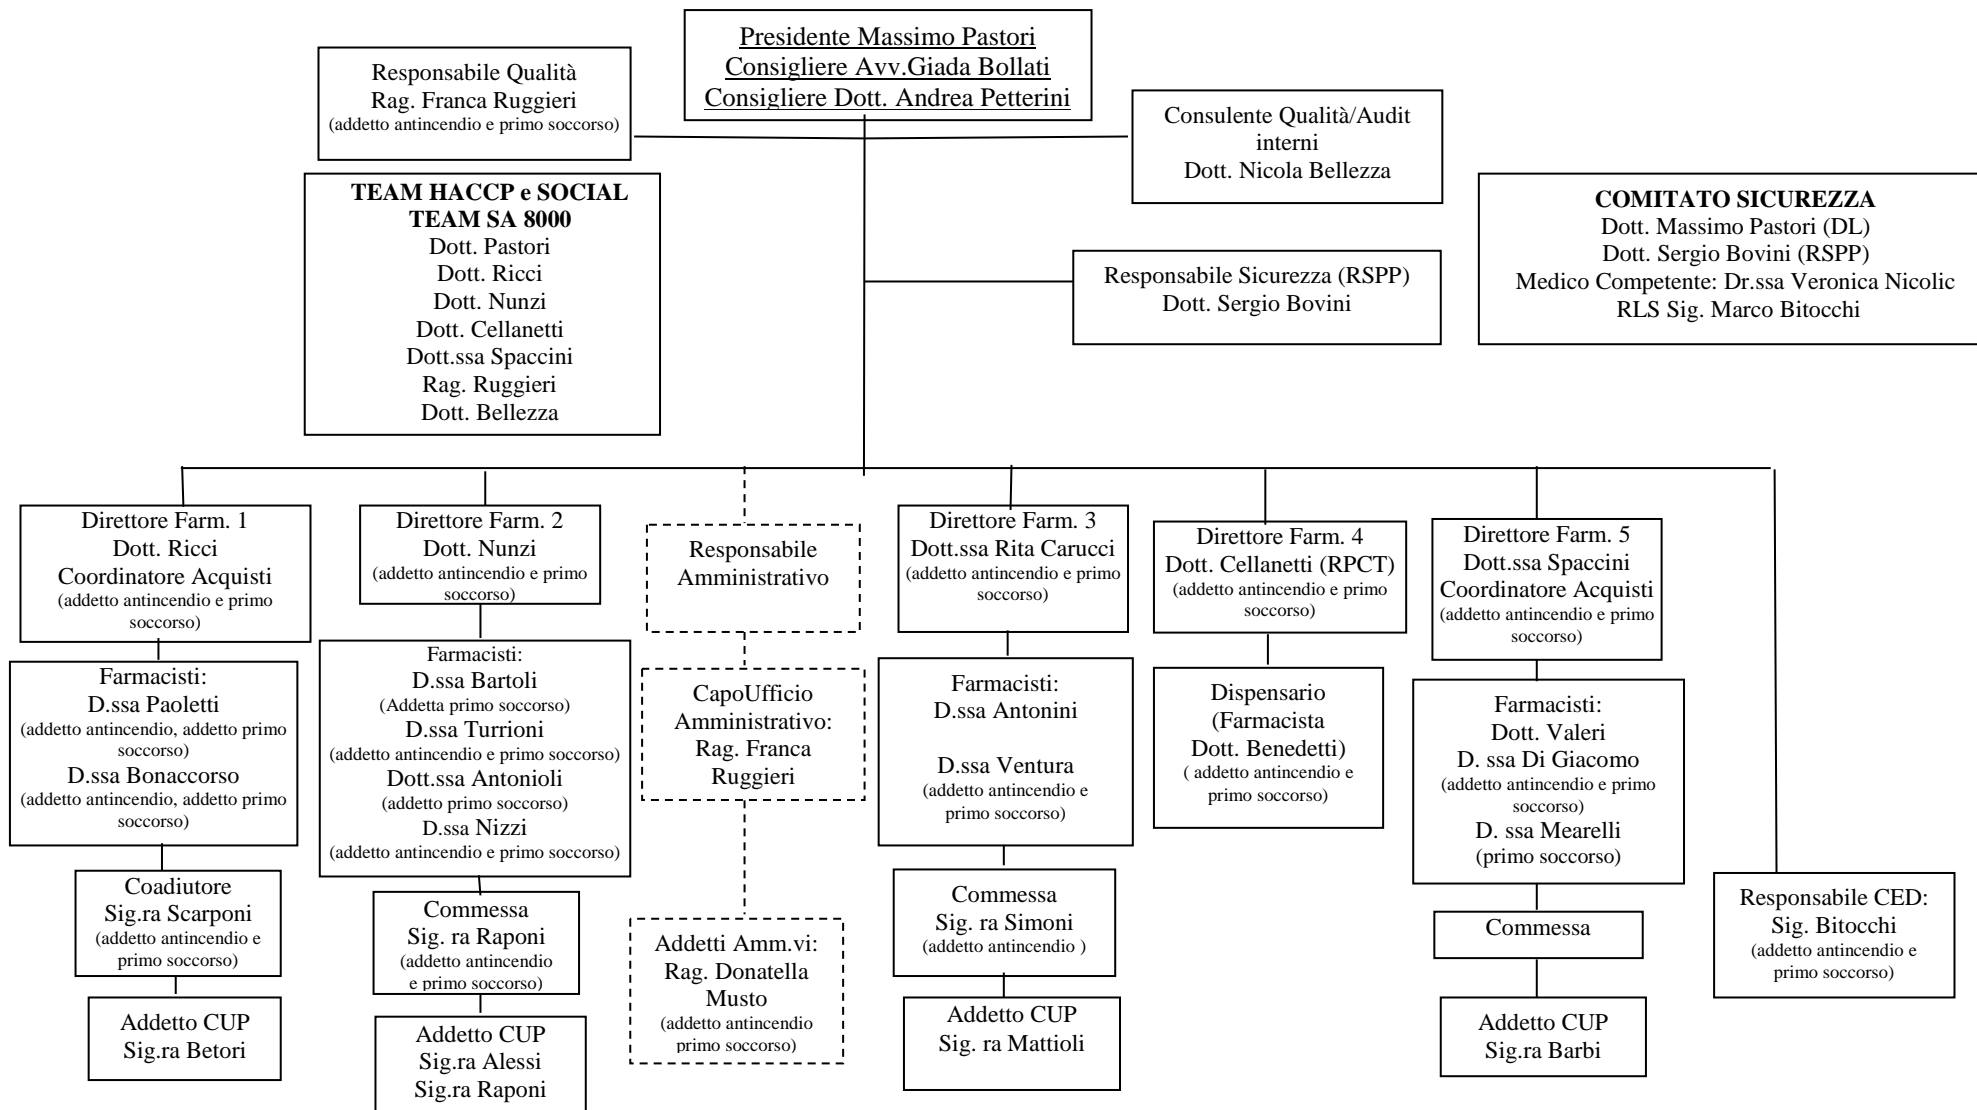 Presidente Massimo Pastori
Consigliere Avv.Giada Bollati
Consigliere Dott. Andrea Petterini
Responsabile Qualità
Rag. Franca Ruggieri
(addetto antincendio e primo soccorso)
Consulente Qualità/Audit
interni
Dott. Nicola Bellezza
TEAM HACCP e SOCIAL
TEAM SA 8000
Dott. Pastori
Dott. Ricci
Dott. Nunzi
Dott. Cellanetti
Dott.ssa Spaccini
Rag. Ruggieri
Dott. Bellezza
COMITATO SICUREZZA
Dott. Massimo Pastori (DL)
Dott. Sergio Bovini (RSPP)
Medico Competente: Dr.ssa Veronica Nicolic
RLS Sig. Marco Bitocchi
Responsabile Sicurezza (RSPP)
Dott. Sergio Bovini
Direttore Farm. 1
Dott. Ricci
Coordinatore Acquisti
(addetto antincendio e primo
soccorso)
Farmacisti:
D.ssa Paoletti
(addetto antincendio, addetto primo
soccorso)
D.ssa Bonaccorso
(addetto antincendio, addetto primo
soccorso)
Coadiutore
Sig.ra Scarponi
(addetto antincendio e
primo soccorso)
Addetto CUP
Sig.ra Betori
Direttore Farm. 2
Dott. Nunzi
(addetto antincendio e primo
soccorso)
Farmacisti:
D.ssa Bartoli
(Addetta primo soccorso)
D.ssa Turrioni
(addetto antincendio e primo soccorso)
Dott.ssa Antonioli
(addetto primo soccorso)
D.ssa Nizzi
(addetto antincendio e primo soccorso)
Commessa
Sig. ra Raponi
(addetto antincendio
e primo soccorso)
Addetto CUP
Sig.ra Alessi
Sig.ra Raponi
Responsabile
Amministrativo
CapoUfficio
Amministrativo:
Rag. Franca
Ruggieri
Addetti Amm.vi:
Rag. Donatella
Musto
(addetto antincendio
primo soccorso)
Direttore Farm. 3
Dott.ssa Rita Carucci
(addetto antincendio e primo
soccorso)
Farmacisti:
D.ssa Antonini
D.ssa Ventura
(addetto antincendio e
primo soccorso)
Commessa
Sig. ra Simoni
(addetto antincendio )
Addetto CUP
Sig. ra Mattioli
Direttore Farm. 4
Dott. Cellanetti (RPCT)
(addetto antincendio e primo
soccorso)
Dispensario
(Farmacista
Dott. Benedetti)
( addetto antincendio e
primo soccorso)
Direttore Farm. 5
Dott.ssa Spaccini
Coordinatore Acquisti
(addetto antincendio e primo
soccorso)
Farmacisti:
Dott. Valeri
D. ssa Di Giacomo
(addetto antincendio e primo
soccorso)
D. ssa Mearelli
(primo soccorso)
Commessa
Addetto CUP
Sig.ra Barbi
Responsabile CED:
Sig. Bitocchi
(addetto antincendio e
primo soccorso)